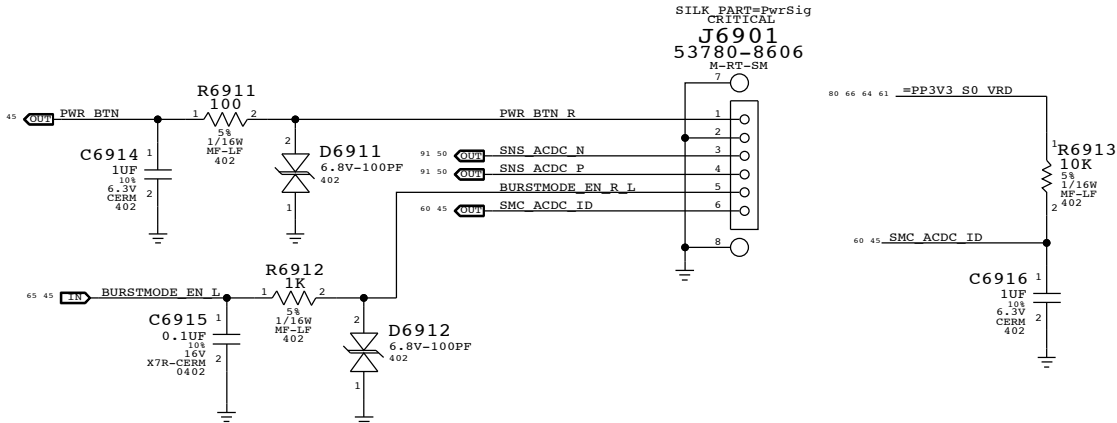 SILK_PART=PwrSig
CRITICAL
J6901
53780-8606
M-RT-SM
7
1
2
3
4
5
6
8
45 OUT PWR_BTN
R6911
100
1 2
5%
1/16W
MF-LF
402
PWR_BTN_R
C6914
1UF
10%
6.3V
CERM
402
1
2
D6911
6.8V-100PF
402
2
1
91 50 OUT SNS_ACDC_N
91 50 OUT SNS_ACDC_P
BURSTMODE_EN_R_L
60 45 OUT SMC_ACDC_ID
65 45 IN BURSTMODE_EN_L
R6912
1K
1 2
5%
1/16W
MF-LF
402
C6915
0.1UF
10%
16V
X7R-CERM
0402
1
2
D6912
6.8V-100PF
402
2
1
80 66 64 61 =PP3V3_S0_VRD
R6913
10K
5%
1/16W
MF-LF
402
1
2
60 45 SMC_ACDC_ID
C6916
1UF
10%
6.3V
CERM
402
1
2